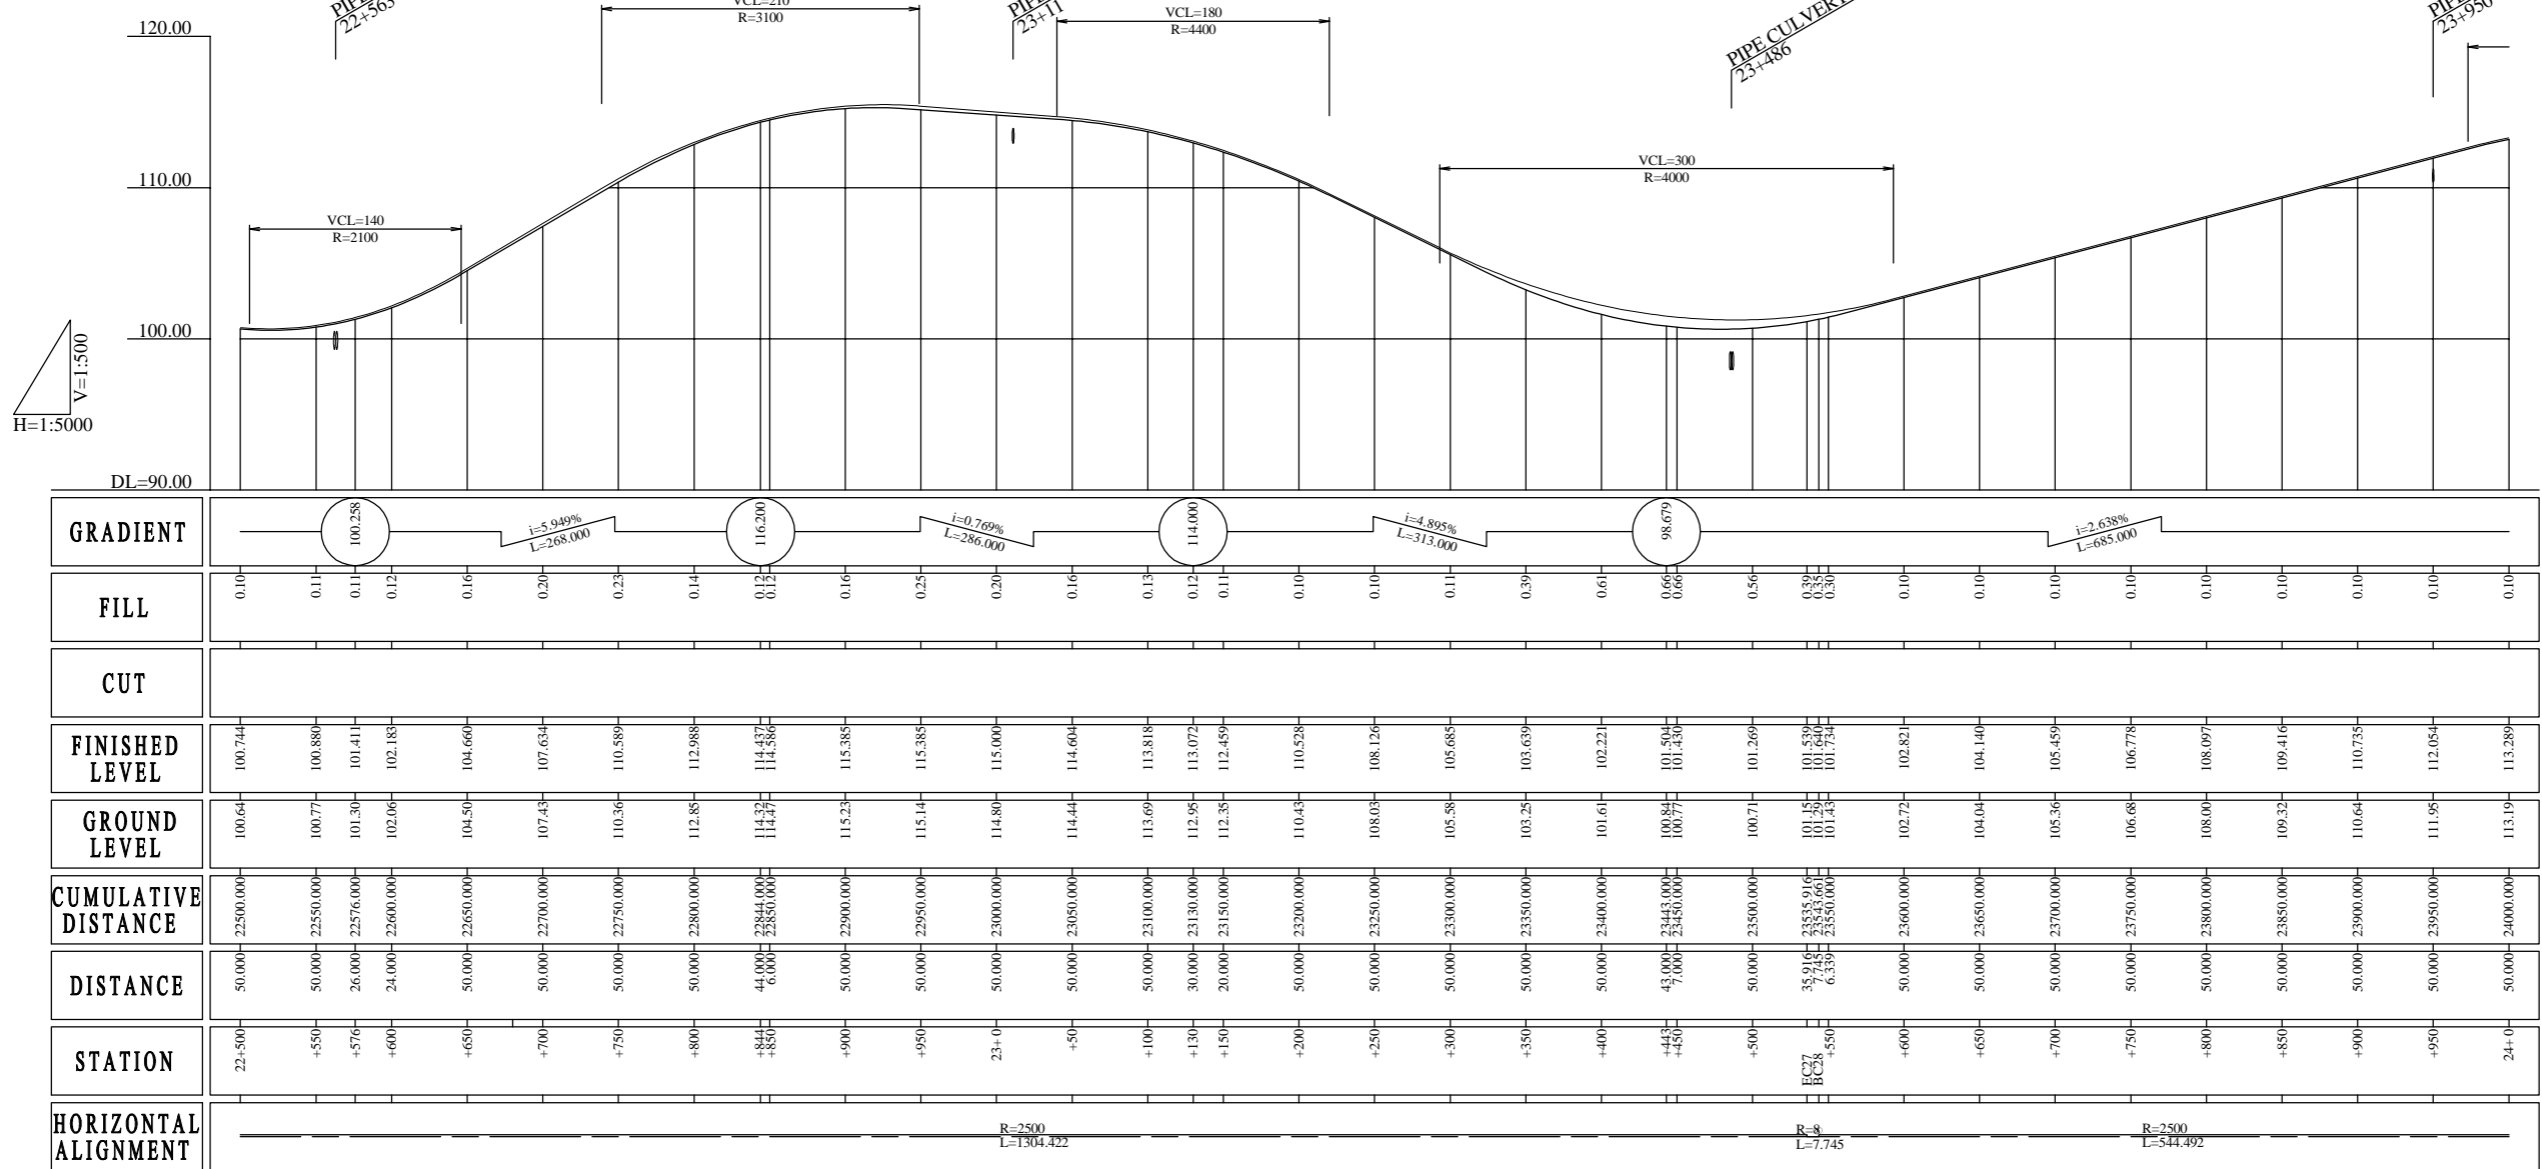 22+563
VCL=210
R=3100
23+11
VCL=180
R=4400
PIPE CULVERT
23+486
23+950
120.00
110.00
VCL=140
R=2100
VCL=300
R=4000
100.00
V=1:500
H=1:5000
DL=90.00
GRADIENT 100.258 i=5.949% L=268.000 116.200 i=0.769% L=286.000 114.000 i=4.895% L=313.000 98.679 i=2.638% L=685.000
FILL 0.10 0.11 0.11 0.12 0.16 0.20 0.23 0.14 0.12 0.12 0.16 0.25 0.20 0.16 0.13 0.12 0.11 0.10 0.10 0.11 0.39 0.61 0.66 0.66 0.56 0.39 0.35 0.30 0.10 0.10 0.10 0.10 0.10 0.10 0.10 0.10 0.10
CUT
FINISHED
LEVEL
100.744 100.880 101.411 102.183 104.660 107.634 110.589 112.988 114.437 114.586 115.385 115.385 115.000 114.604 113.818 113.072 112.459 110.528 108.126 105.685 103.639 102.221 101.504 101.430 101.269 101.539 101.640 101.734 102.821 104.140 105.459 106.778 108.097 109.416 110.735 112.054 113.289
GROUND
LEVEL
100.64 100.77 101.30 102.06 104.50 107.43 110.36 112.85 114.32 114.47 115.23 115.14 114.80 114.44 113.69 112.95 112.35 110.43 108.03 105.58 103.25 101.61 100.84 100.77 100.71 101.15 101.29 101.43 102.72 104.04 105.36 106.68 108.00 109.32 110.64 111.95 113.19
CUMULATIVE
DISTANCE
22500.000 22550.000 22576.000 22600.000 22650.000 22700.000 22750.000 22800.000 22844.000 22850.000 22900.000 22950.000 23000.000 23050.000 23100.000 23130.000 23150.000 23200.000 23250.000 23300.000 23350.000 23400.000 23443.000 23450.000 23500.000 23535.916 23543.661 23550.000 23600.000 23650.000 23700.000 23750.000 23800.000 23850.000 23900.000 23950.000 24000.000
DISTANCE 50.000 50.000 26.000 24.000 50.000 50.000 50.000 50.000 44.000 6.000 50.000 50.000 50.000 50.000 50.000 30.000 20.000 50.000 50.000 50.000 50.000 50.000 43.000 7.000 50.000 35.916 7.745 6.339 50.000 50.000 50.000 50.000 50.000 50.000 50.000 50.000 50.000
STATION 22+500 +550 +576 +600 +650 +700 +750 +800 +844 +850 +900 +950 23+ 0 +50 +100 +130 +150 +200 +250 +300 +350 +400 +443 +450 +500 EC27 BC28 +550 +600 +650 +700 +750 +800 +850 +900 +950 24+ 0
HORIZONTAL
ALIGNMENT
R=2500
L=1304.422
L=7.745
R=2500
L=544.492